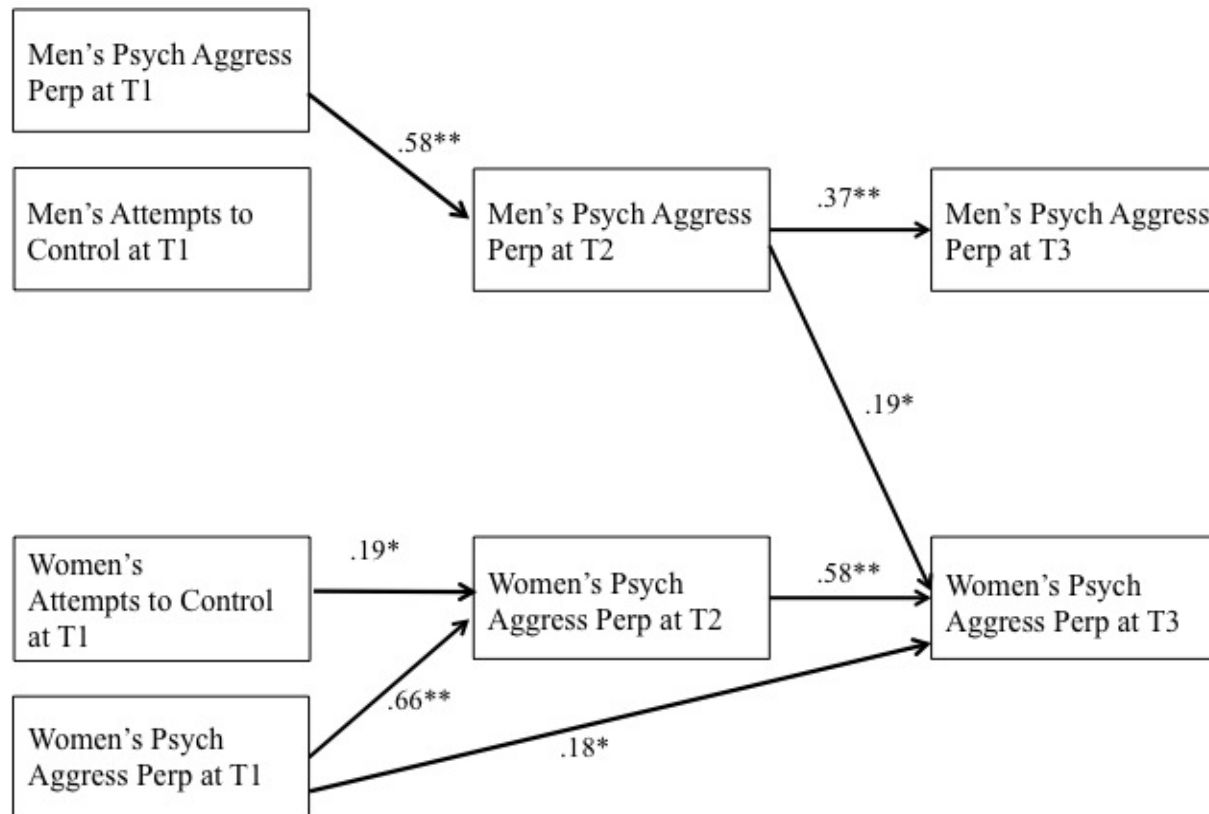 Men's Psych Aggress
Perp at T1
.58**
Men's Attempts to
Control at T1
Men's Psych Aggress
Perp at T2
.37**
Men's Psych Aggress
Perp at T3
.19*
Women's
Attempts to Control
at T1
.19*
Women's Psych
Aggress Perp at T2
.58**
Women's Psych
Aggress Perp at T3
.66**
Women's Psych
Aggress Perp at T1
.18*